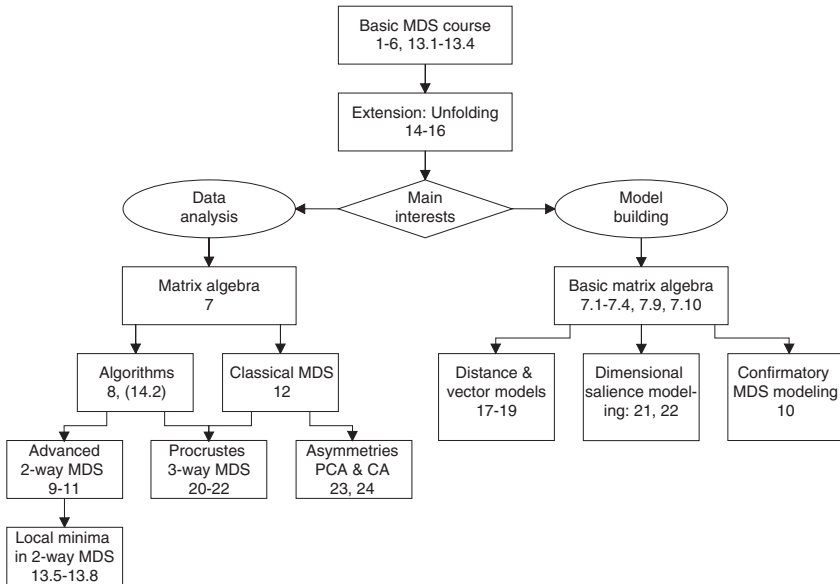 Basic MDS course
1-6, 13.1-13.4
Extension: Unfolding
14-16
Data
analysis
Main
interests
Model
building
Matrix algebra
7
Basic matrix algebra
7.1-7.4, 7.9, 7.10
Algorithms
8, (14.2)
Classical MDS
12
Distance &
vector models
17-19
Dimensional
salience model-
ing: 21, 22
Confirmatory
MDS modeling
10
Advanced
2-way MDS
9-11
Procrustes
3-way MDS
20-22
Asymmetries
PCA & CA
23, 24
Local minima
in 2-way MDS
13.5-13.8